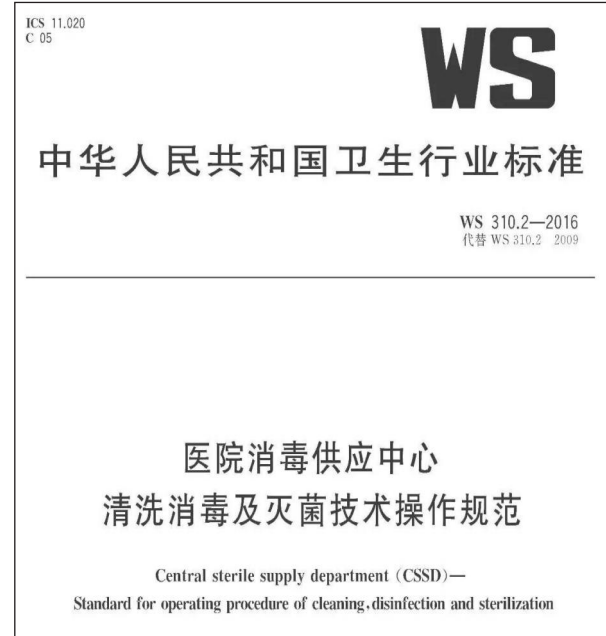 ICS 11.020
C 05
WS
中华人民共和国卫生行业标准
WS 310.2—2016
代替 WS 310.2 2009
医院消毒供应中心
清洗消毒及灭菌技术操作规范
Central sterile supply department (CSSD)—
Standard for operating procedure of cleaning,disinfection and sterilization